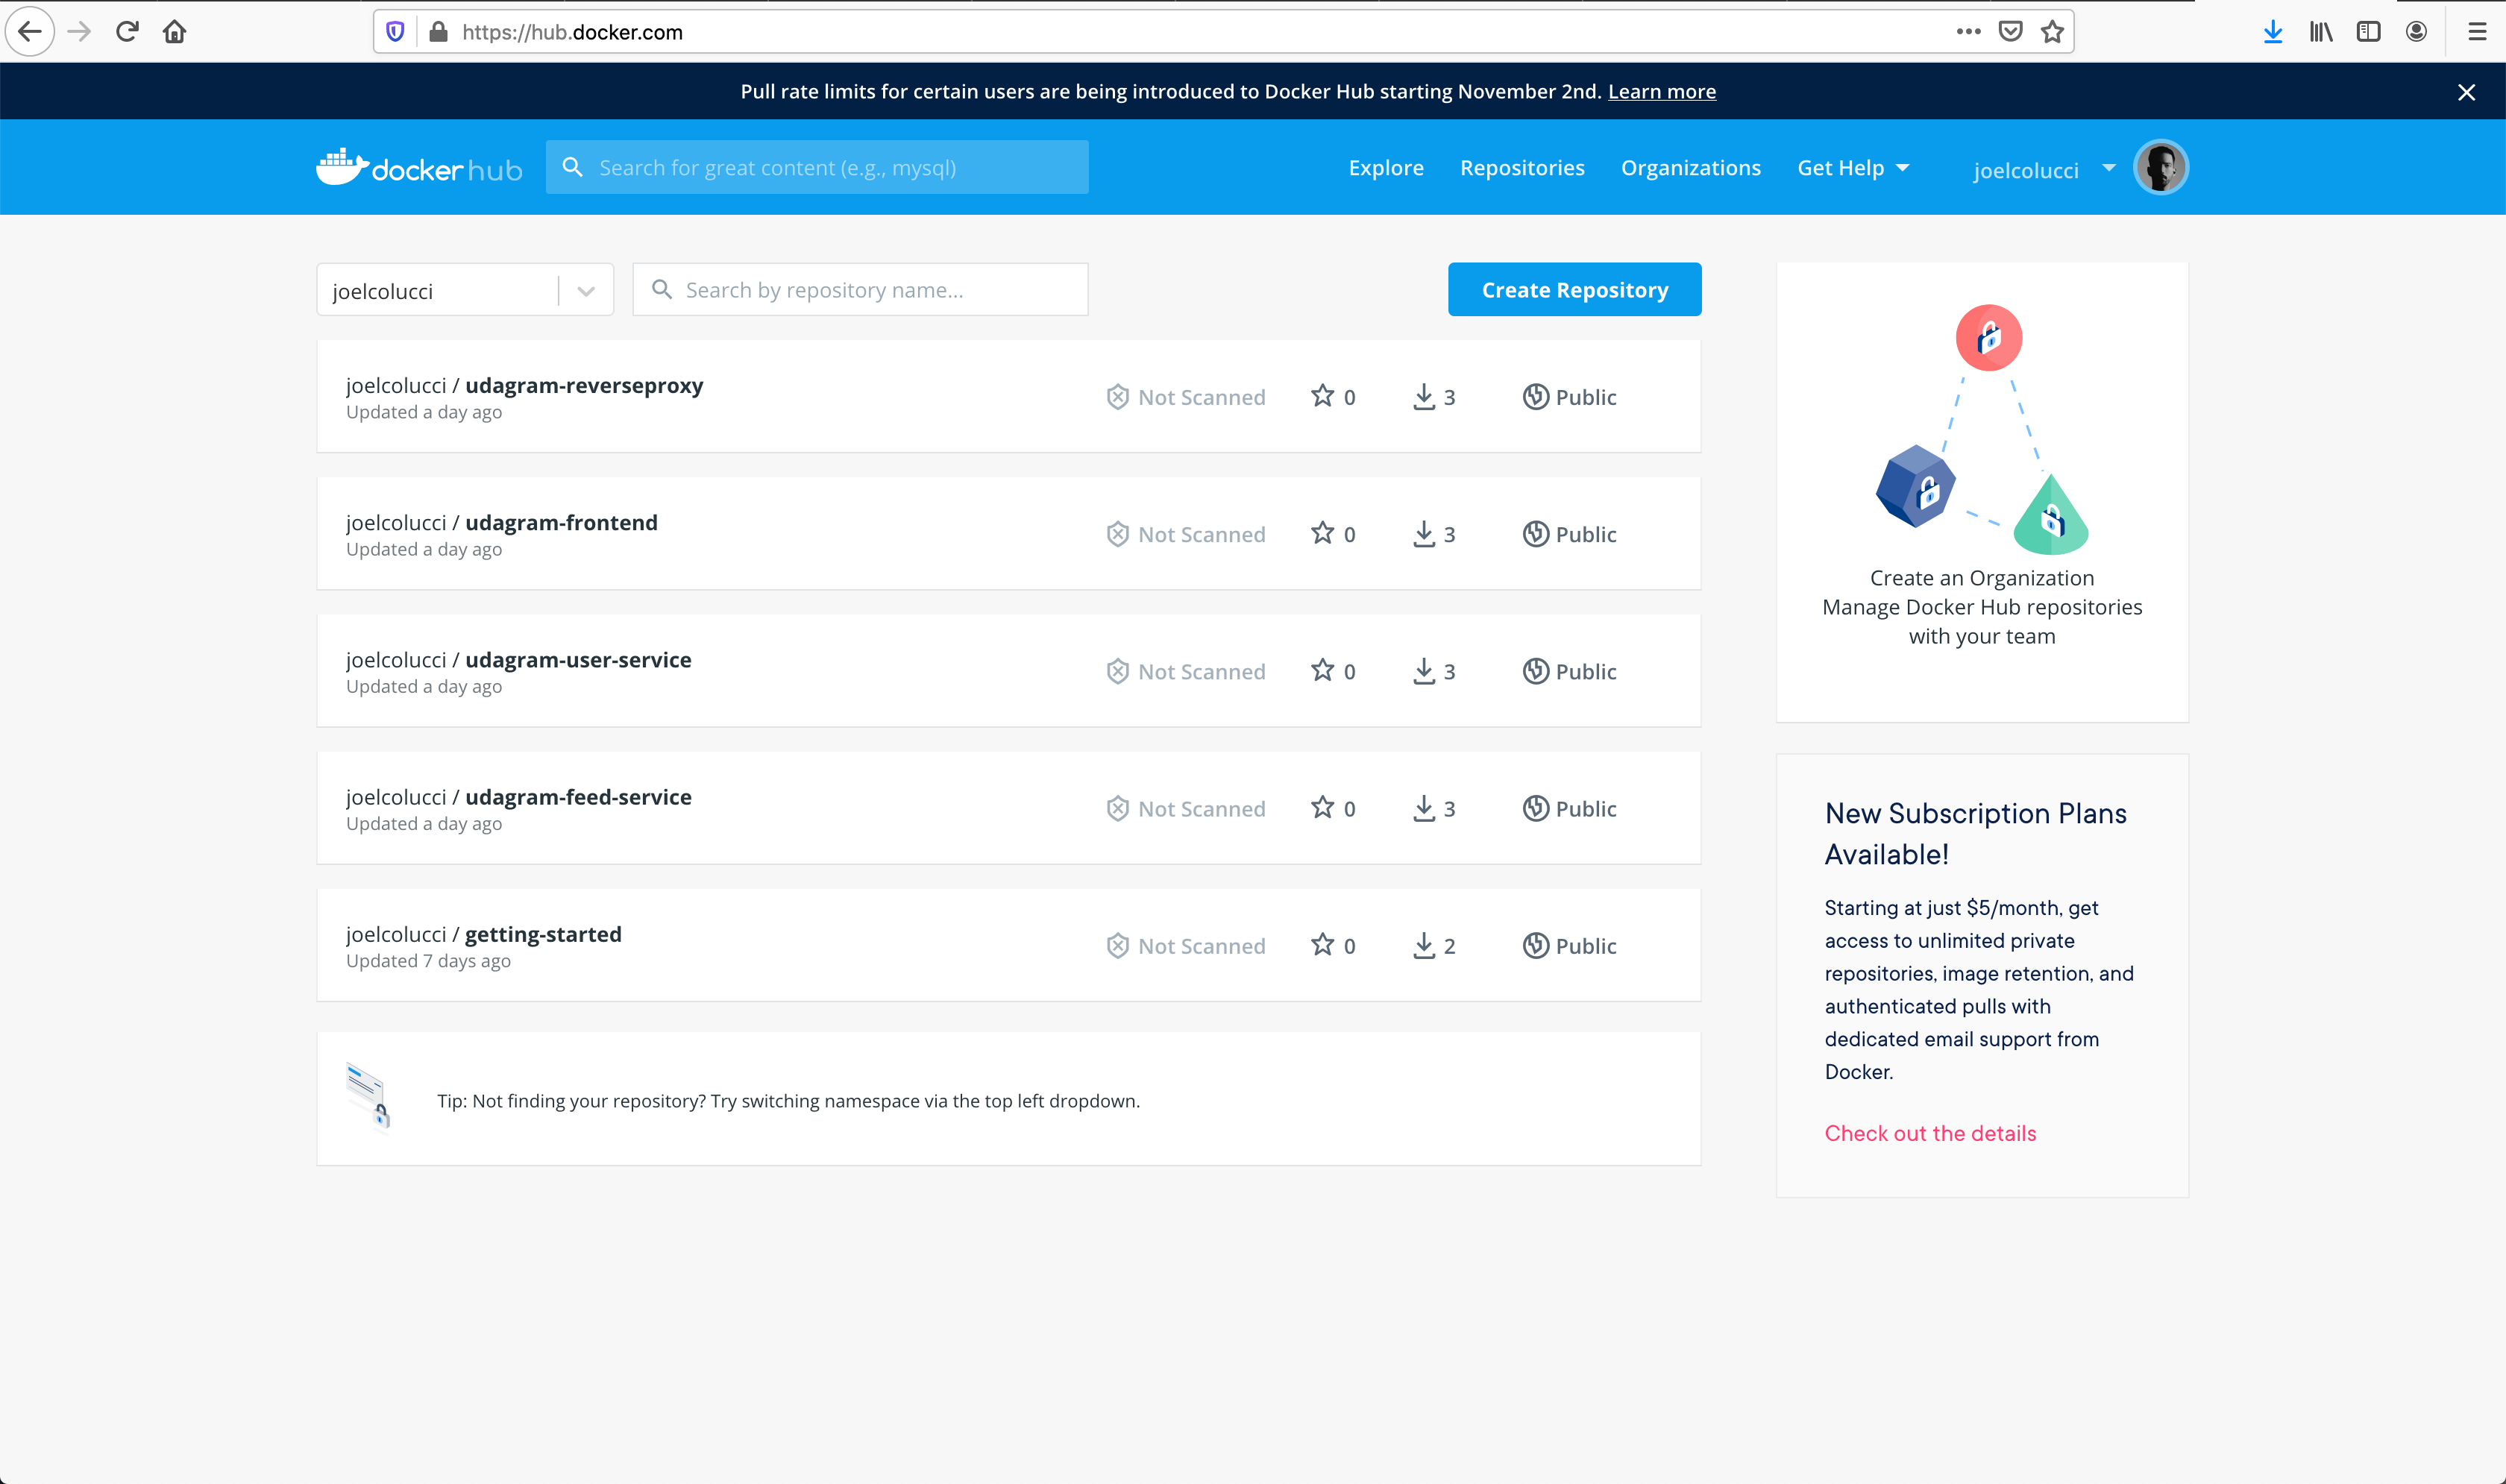 https://hub.docker.com
Pull rate limits for certain users are being introduced to Docker Hub starting November 2nd. Learn more
docker hub
Search for great content (e.g., mysql)
Explore
Repositories
Organizations
Get Help
joelcolucci
joelcolucci
Search by repository name...
Create Repository
joelcolucci / udagram-reverseproxy
Updated a day ago
Not Scanned
0
3
Public
joelcolucci / udagram-frontend
Updated a day ago
Not Scanned
0
3
Public
joelcolucci / udagram-user-service
Updated a day ago
Not Scanned
0
3
Public
joelcolucci / udagram-feed-service
Updated a day ago
Not Scanned
0
3
Public
joelcolucci / getting-started
Updated 7 days ago
Not Scanned
0
2
Public
Tip: Not finding your repository? Try switching namespace via the top left dropdown.
Create an Organization
Manage Docker Hub repositories
with your team
New Subscription Plans
Available!
Starting at just $5/month, get
access to unlimited private
repositories, image retention, and
authenticated pulls with
dedicated email support from
Docker.
Check out the details